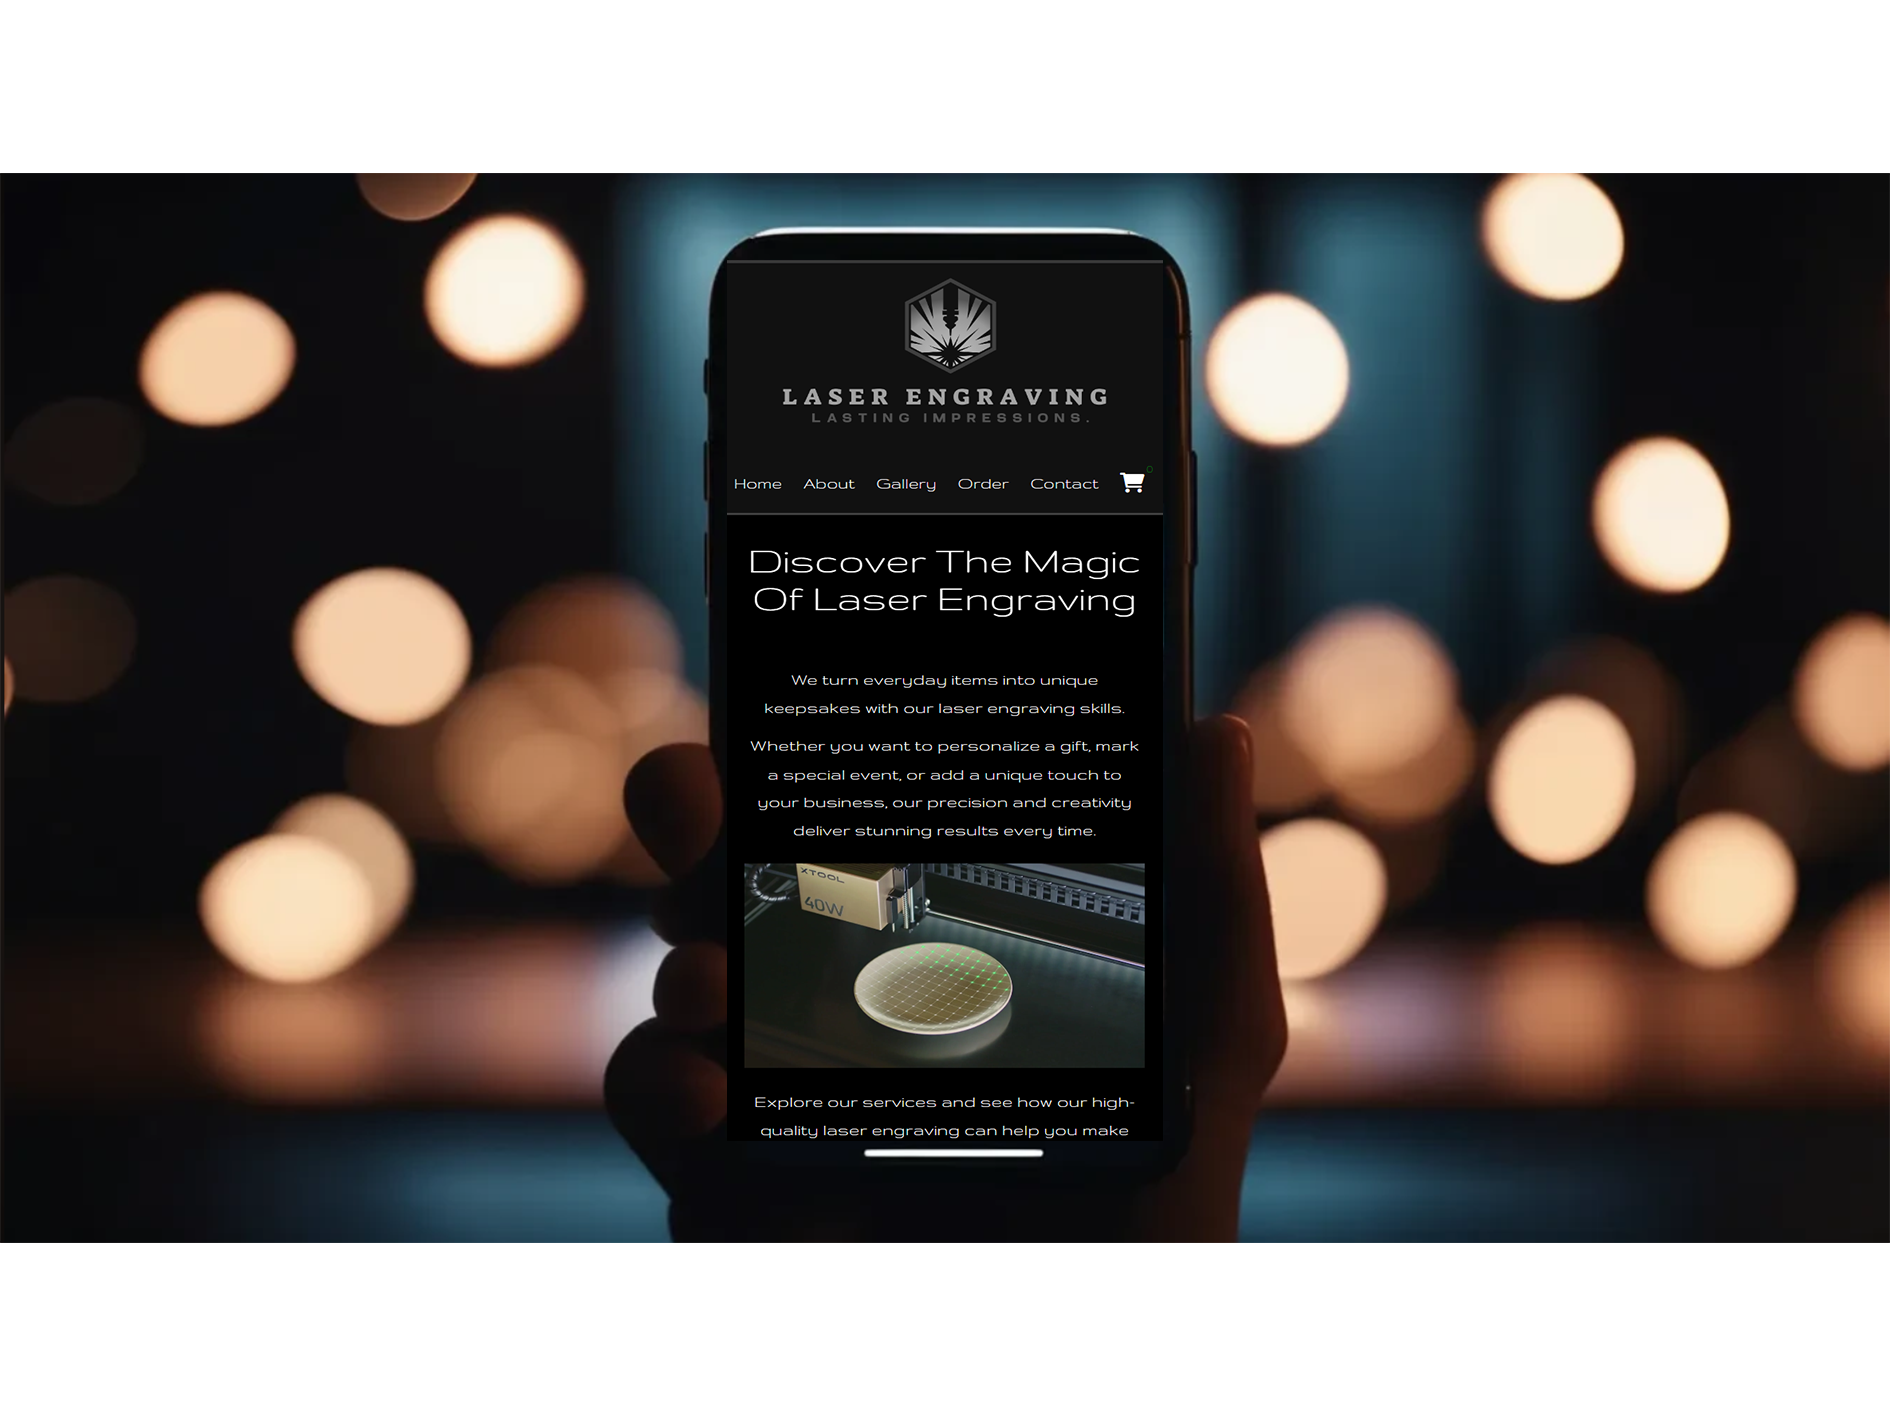 LASER ENGRAVING
LASTING IMPRESSIONS.
Home About Gallery Order Contact 0
Discover The Magic
Of Laser Engraving
We turn everyday items into unique
keepsakes with our laser engraving skills.
Whether you want to personalize a gift, mark
a special event, or add a unique touch to
your business, our precision and creativity
deliver stunning results every time.
XTOOL
40W
Explore our services and see how our high-
quality laser engraving can help you make